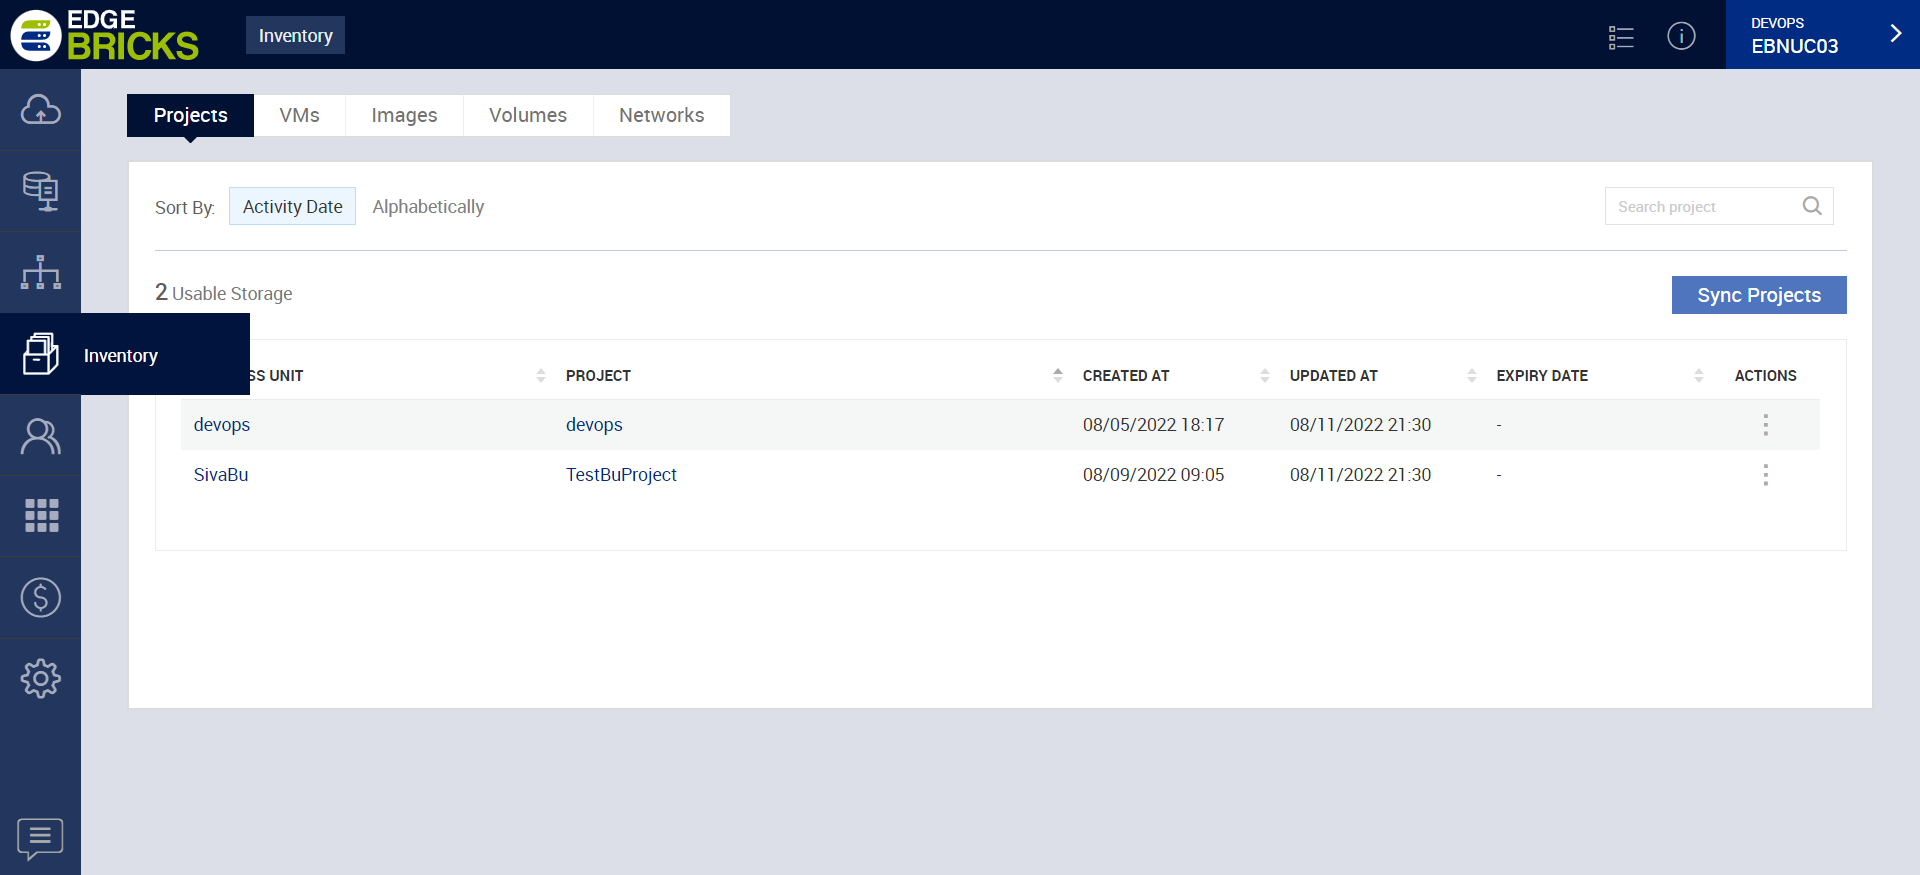 EDGE
BRICKS
Inventory
DEVOPS
EBNUC03
Projects VMs Images Volumes Networks
Sort By: Activity Date Alphabetically Search project
2 Usable Storage Sync Projects
Inventory
SS UNIT PROJECT CREATED AT UPDATED AT EXPIRY DATE ACTIONS
devops devops 08/05/2022 18:17 08/11/2022 21:30 -
SivaBu TestBuProject 08/09/2022 09:05 08/11/2022 21:30 -